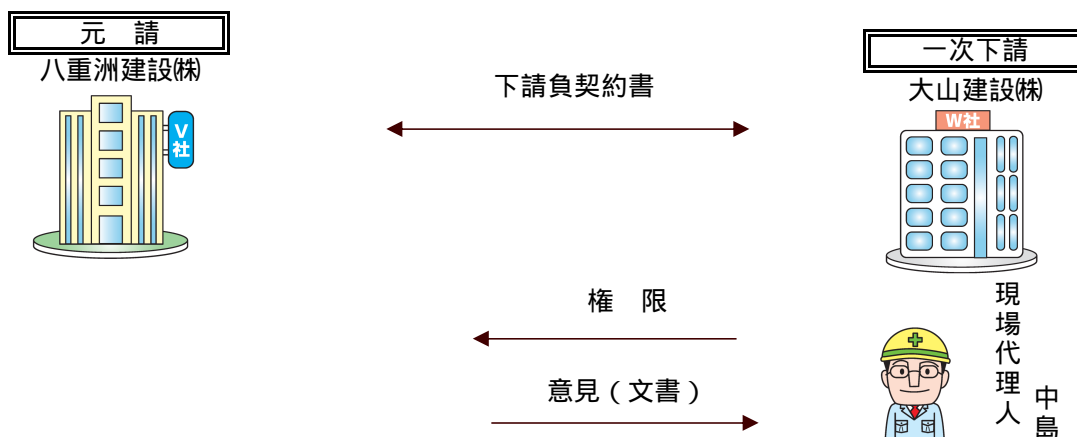 元　請
八重洲建設㈱
V社
下請負契約書
一次下請
大山建設㈱
W社
権　限
意見（文書）
現場代理人
中島